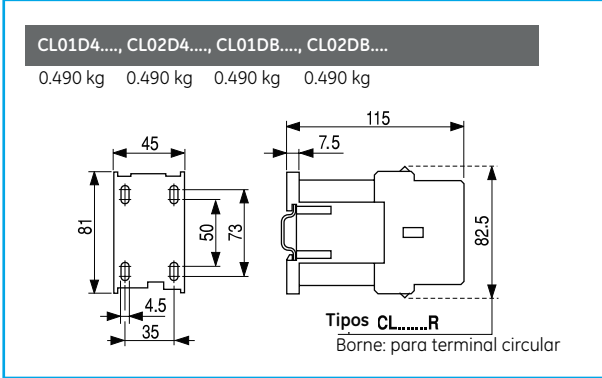 CL01D4...., CL02D4...., CL01DB...., CL02DB....
0.490 kg 0.490 kg 0.490 kg 0.490 kg
115
45
7.5
81
50
73
82.5
4.5
35
Tipos CL.......R
Borne: para terminal circular